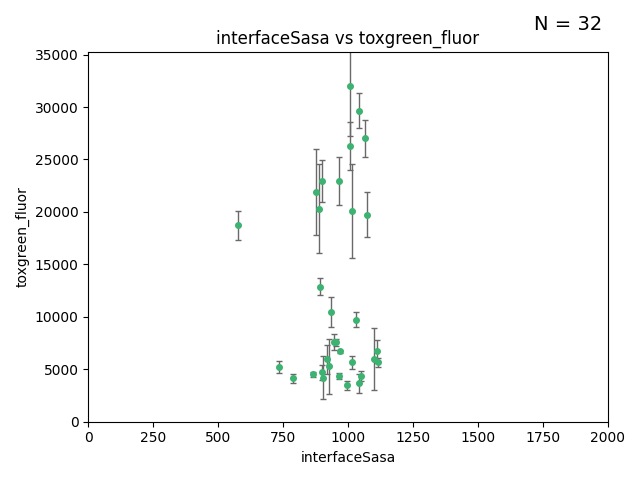 N = 32
interfaceSasa vs toxgreen_fluor
35000
30000
25000
20000
15000
10000
5000
0
toxgreen_fluor
0 250 500 750 1000 1250 1500 1750 2000
interfaceSasa